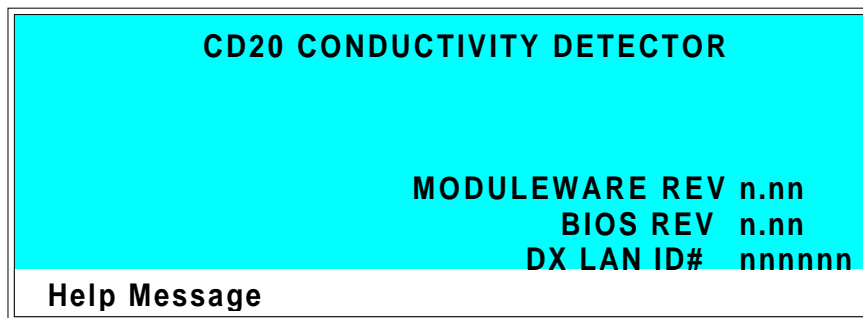 CD20 CONDUCTIVITY DETECTOR
MODULEWARE REV n.nn
BIOS REV n.nn
DX LAN ID# nnnnnn
Help Message